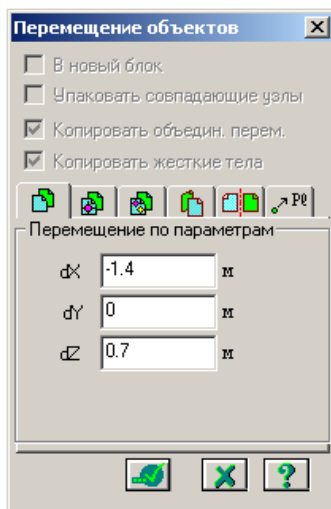 Перемещение объектов
В новый блок
Упаковать совпадающие узлы
Копировать объедин. перем.
Копировать жесткие тела
Pℓ
Перемещение по параметрам
dX -1.4 м
dY 0 м
dZ 0.7 м
?